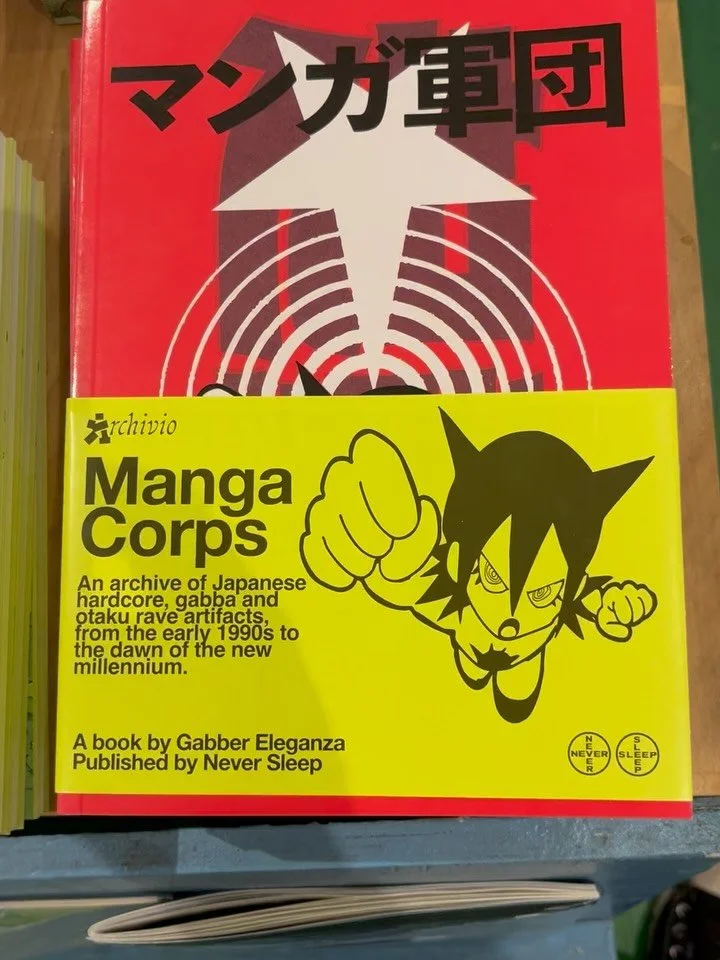 マンガ軍団
Archivio
Manga
Corps
An archive of Japanese
hardcore, gabba and
otaku rave artifacts,
from the early 1990s to
the dawn of the new
millennium.
A book by Gabber Eleganza
Published by Never Sleep
NEVER
NEVER
SLEEP
SLEEP